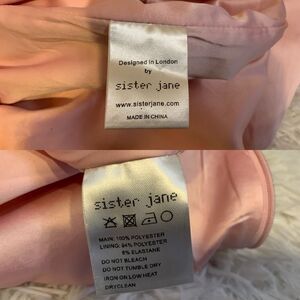 Designed in London
by
sister jane
www.sisterjane.com
MADE IN CHINA
sister jane
MAIN: 100% POLYESTER
LINING: 94% POLYESTER
6% ELASTANE
DO NOT BLEACH
DO NOT TUMBLE DRY
IRON ON LOW HEAT
DRYCLEAN